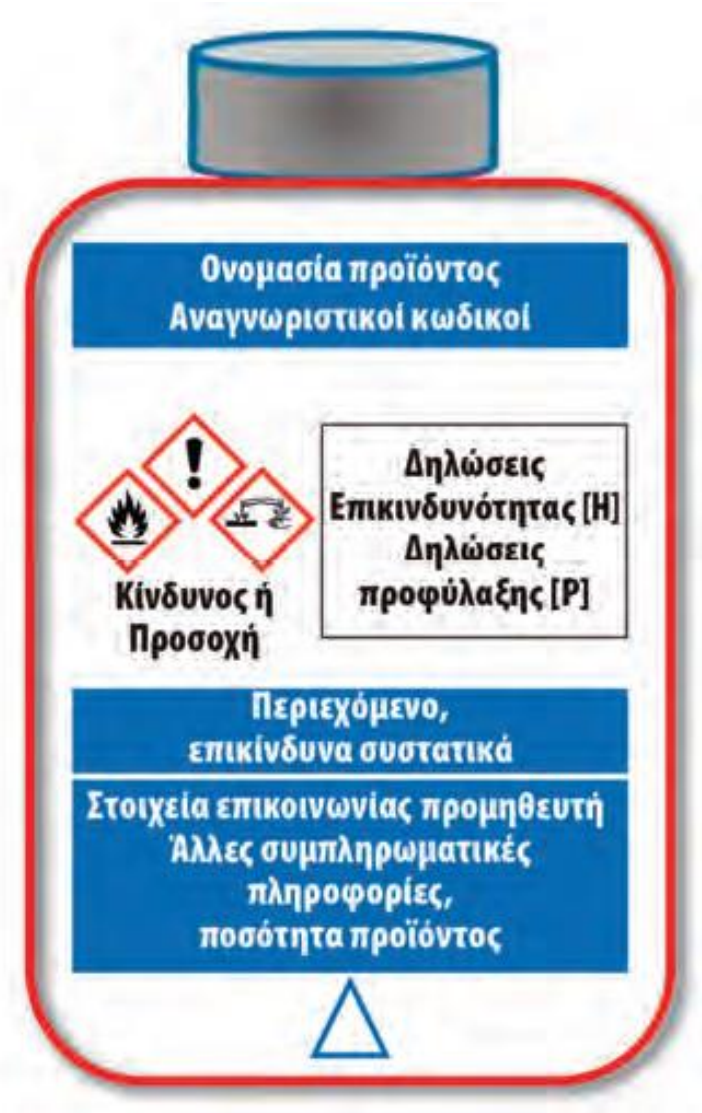 Ονομασία προϊόντος
Αναγνωριστικοί κωδικοί
!
Κίνδυνος ή
Προσοχή
Δηλώσεις
Επικινδυνότητας [H]
Δηλώσεις
προφύλαξης [P]
Περιεχόμενο,
επικίνδυνα συστατικά
Στοιχεία επικοινωνίας προμηθευτή
Άλλες συμπληρωματικές
πληροφορίες,
ποσότητα προϊόντος